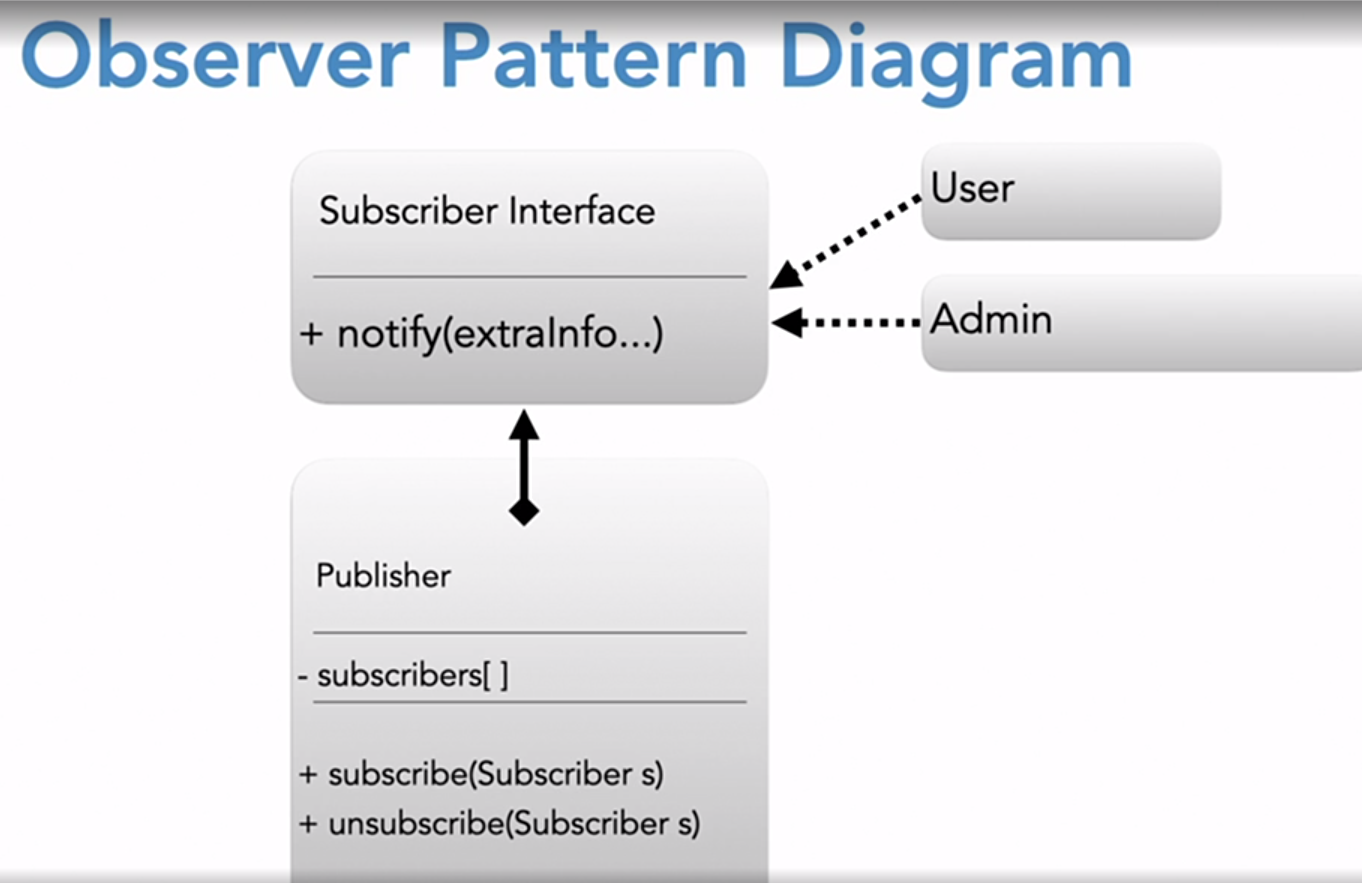 Observer Pattern Diagram
Subscriber Interface
+ notify(extraInfo...)
User
Admin
Publisher
- subscribers[ ]
+ subscribe(Subscriber s)
+ unsubscribe(Subscriber s)